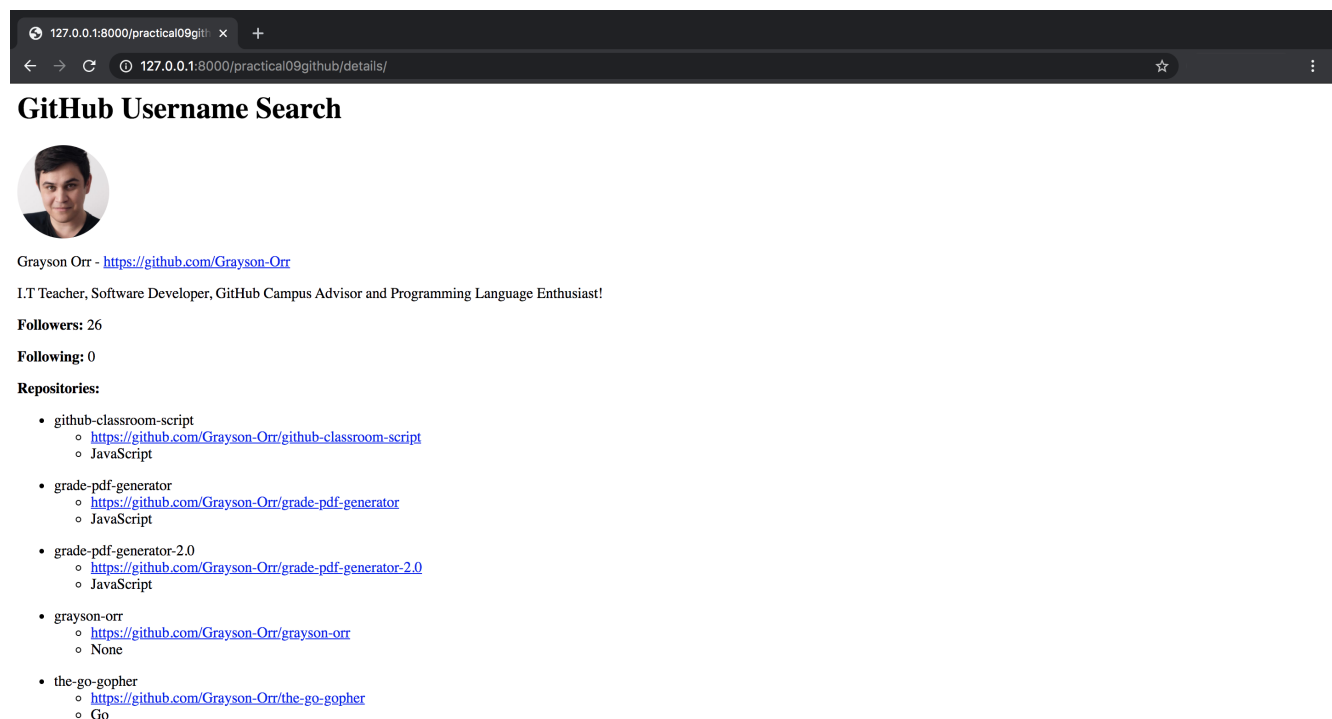 127.0.0.1:8000/practical09gith
127.0.0.1:8000/practical09github/details/
GitHub Username Search
Grayson Orr - https://github.com/Grayson-Orr
I.T Teacher, Software Developer, GitHub Campus Advisor and Programming Language Enthusiast!
Followers: 26
Following: 0
Repositories:
github-classroom-script
https://github.com/Grayson-Orr/github-classroom-script
JavaScript
grade-pdf-generator
https://github.com/Grayson-Orr/grade-pdf-generator
JavaScript
grade-pdf-generator-2.0
https://github.com/Grayson-Orr/grade-pdf-generator-2.0
JavaScript
grayson-orr
https://github.com/Grayson-Orr/grayson-orr
None
the-go-gopher
https://github.com/Grayson-Orr/the-go-gopher
Go